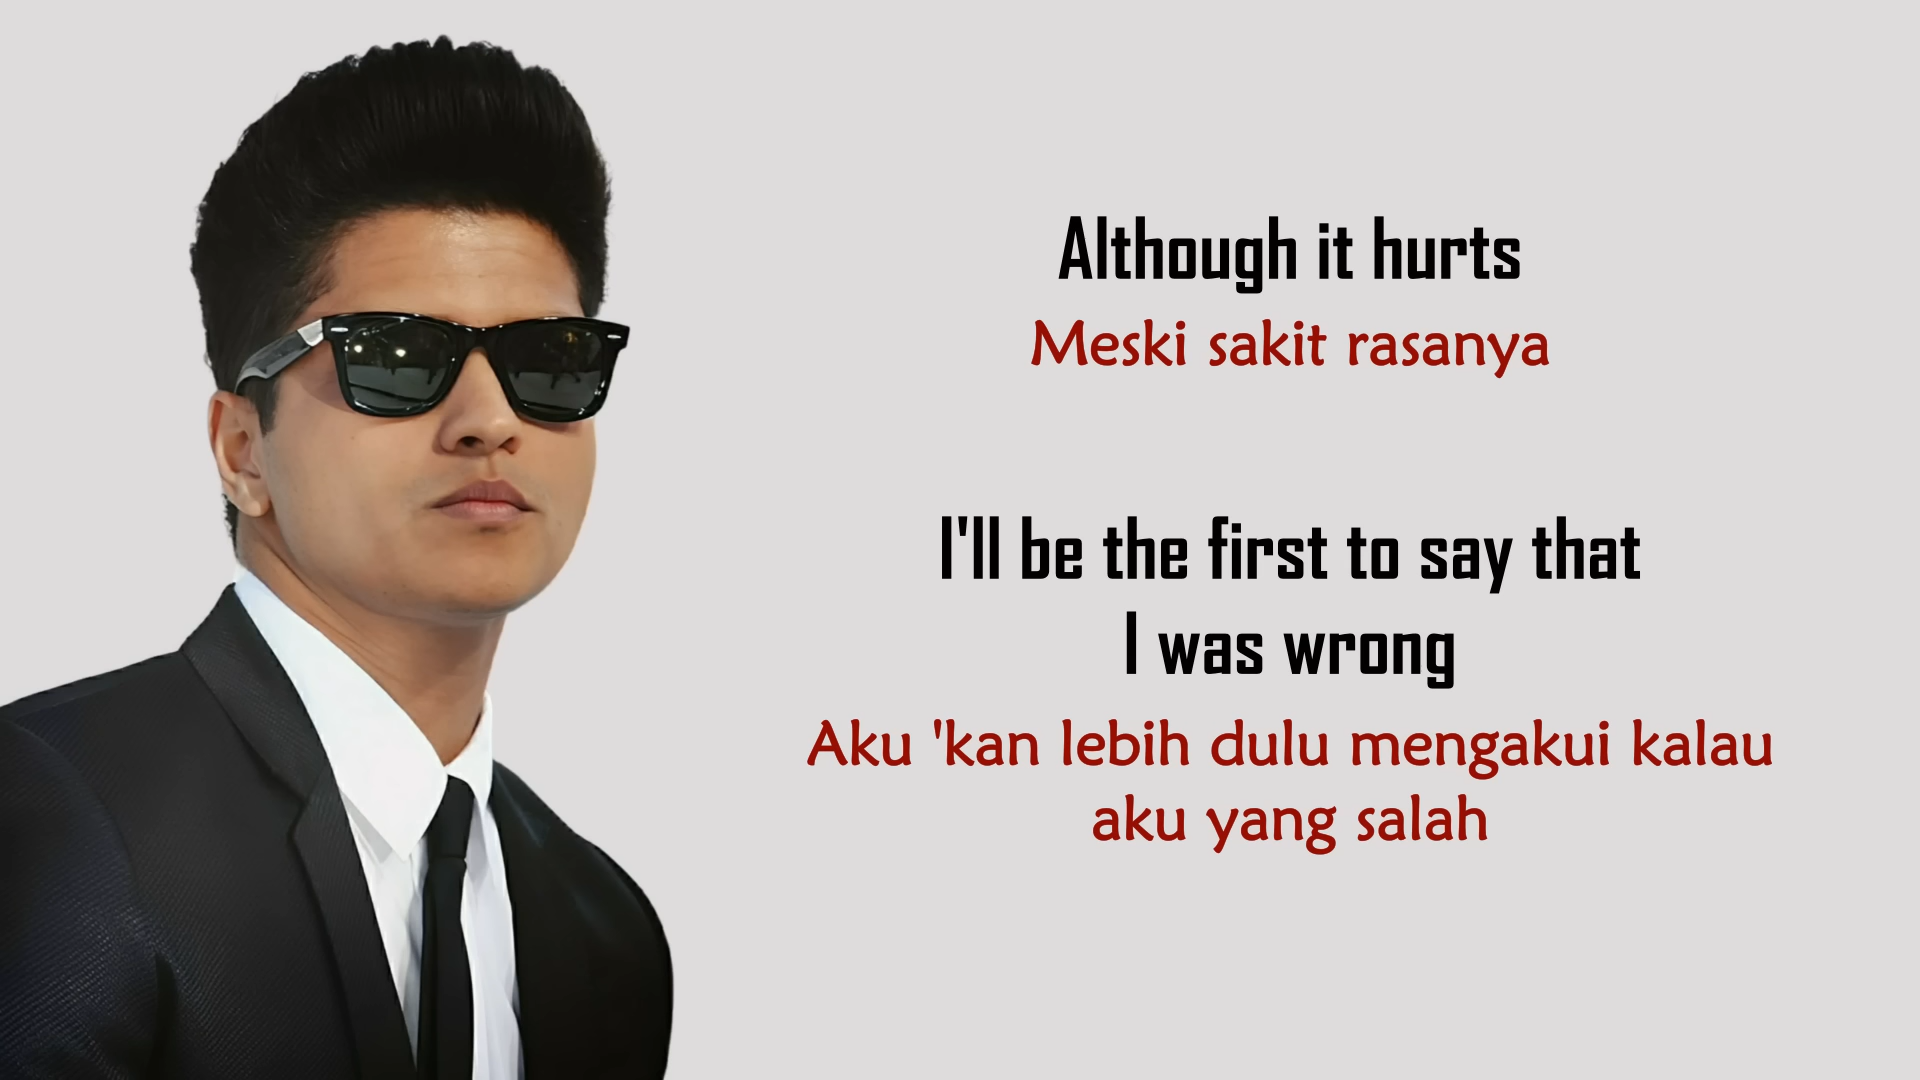 Although it hurts
Meski sakit rasanya
I'll be the first to say that
I was wrong
Aku 'kan lebih dulu mengakui kalau
aku yang salah